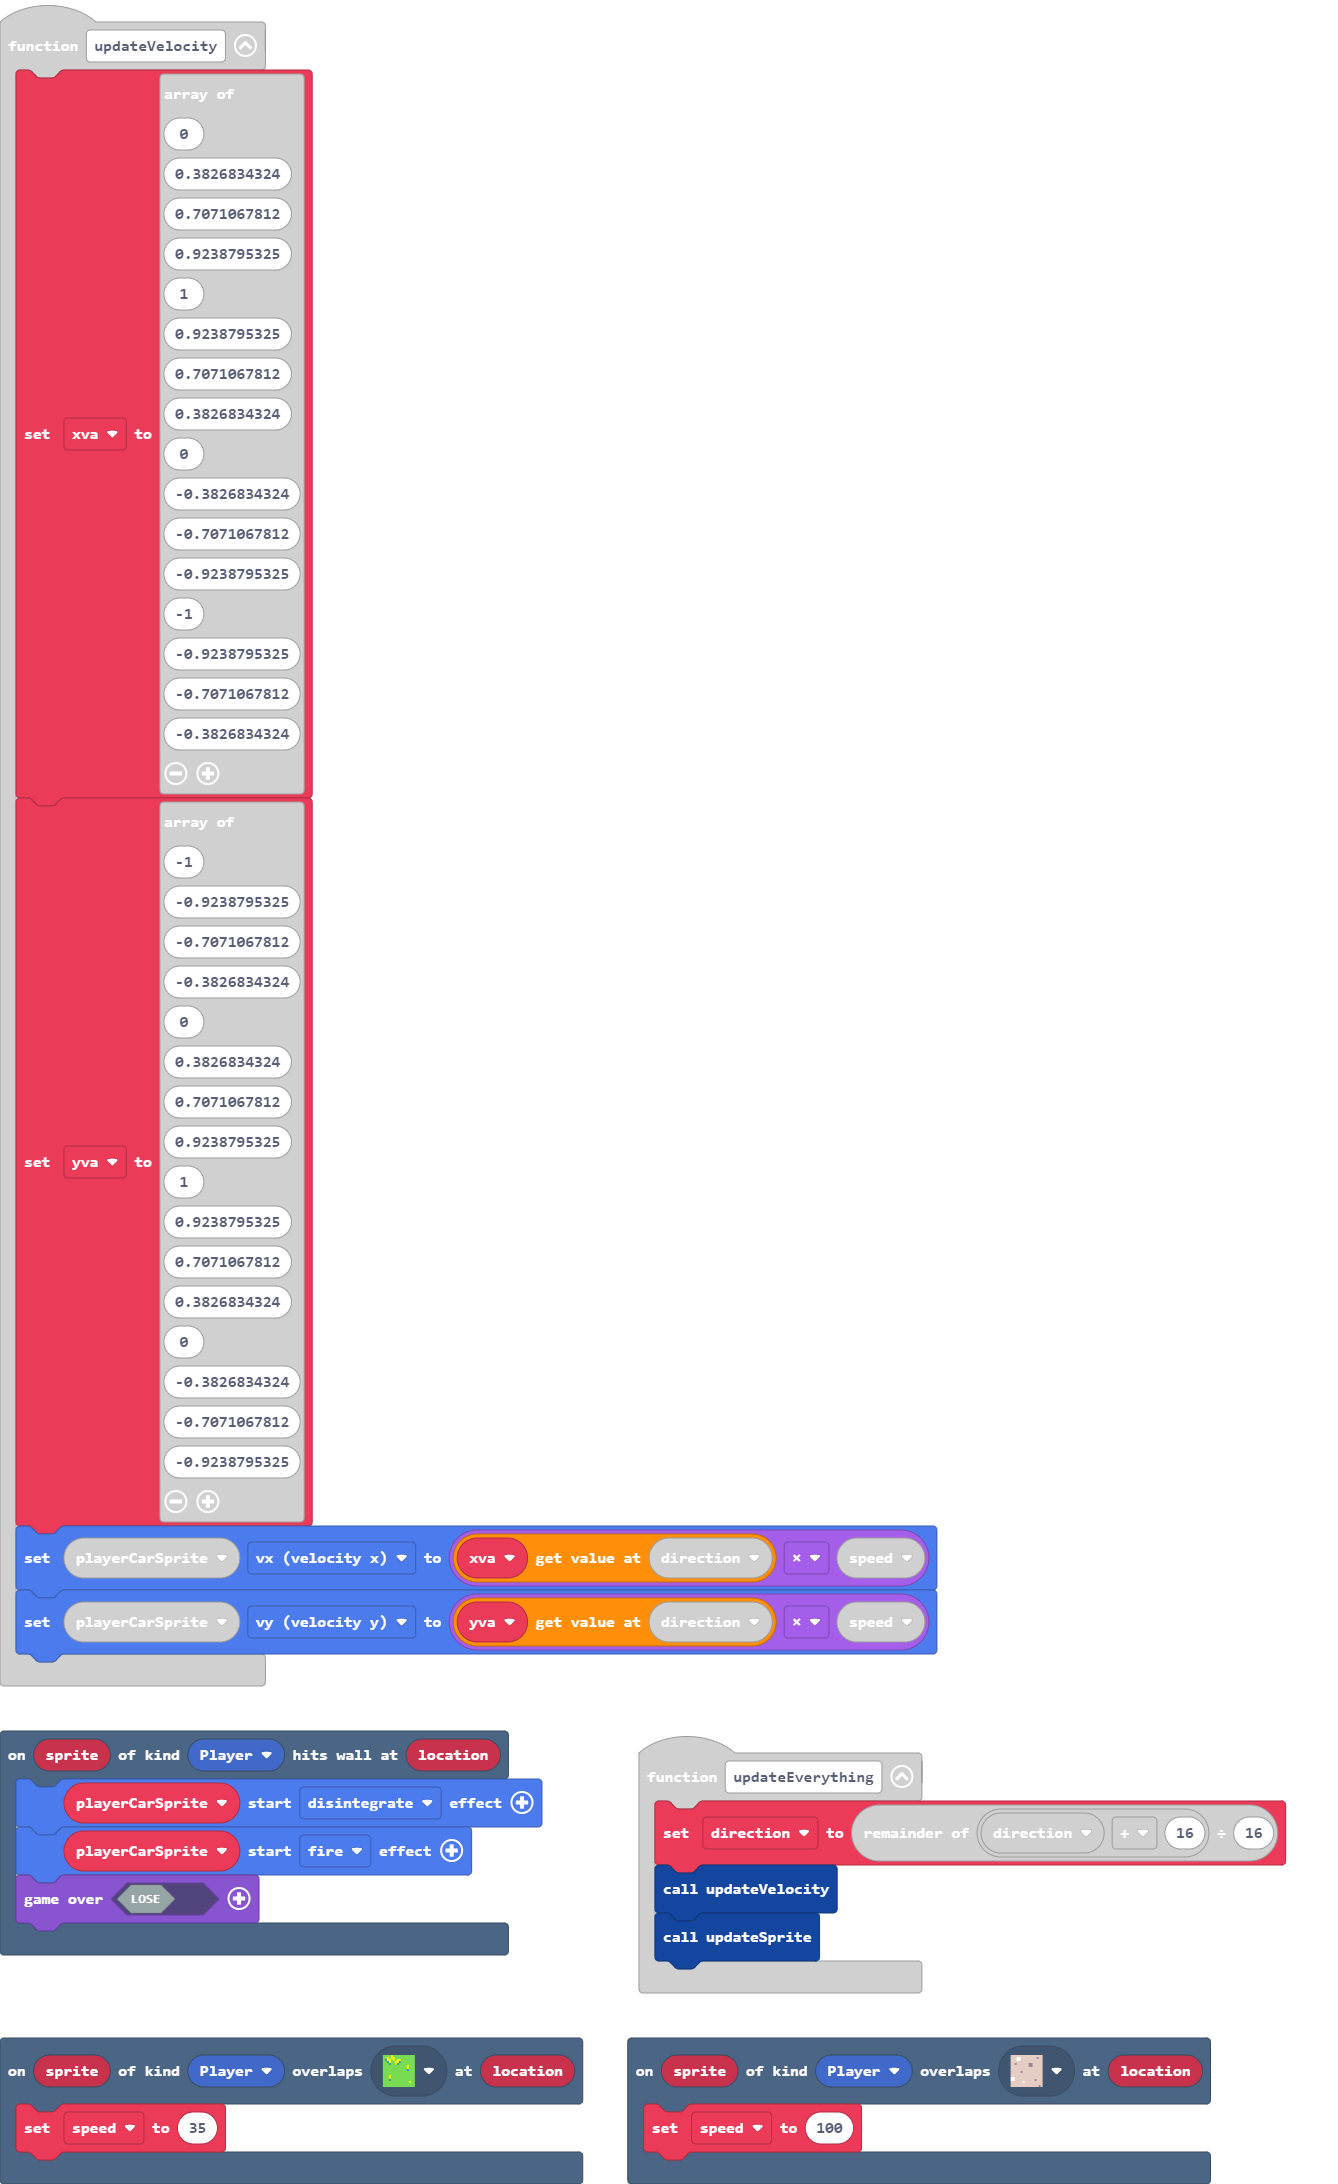 function updateVelocity
array of
0
0.3826834324
0.7071067812
0.9238795325
1
0.9238795325
0.7071067812
0.3826834324
set xva to
0
-0.3826834324
-0.7071067812
-0.9238795325
-1
-0.9238795325
-0.7071067812
-0.3826834324
array of
-1
-0.9238795325
-0.7071067812
-0.3826834324
0
0.3826834324
0.7071067812
0.9238795325
set yva to
1
0.9238795325
0.7071067812
0.3826834324
0
-0.3826834324
-0.7071067812
-0.9238795325
set playerCarSprite vx (velocity x) to xva get value at direction × speed
set playerCarSprite vy (velocity y) to yva get value at direction × speed
on sprite of kind Player hits wall at location
playerCarSprite start disintegrate effect
playerCarSprite start fire effect
game over LOSE
function updateEverything
set direction to remainder of direction + 16 ÷ 16
call updateVelocity
call updateSprite
on sprite of kind Player overlaps at location
set speed to 35
on sprite of kind Player overlaps at location
set speed to 100